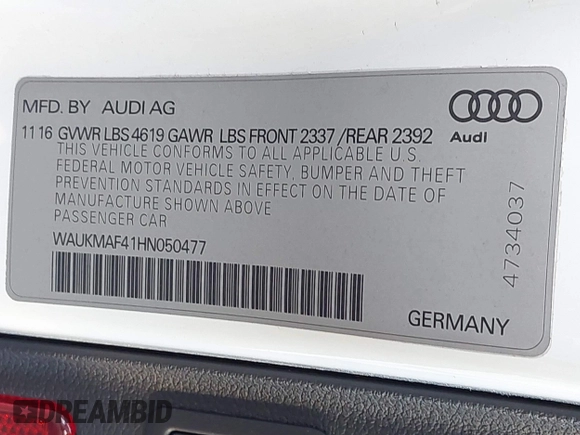 MFD. BY AUDI AG
11 16 GVWR LBS 4619 GAWR LBS FRONT 2337 /REAR 2392
THIS VEHICLE CONFORMS TO ALL APPLICABLE U.S.
FEDERAL MOTOR VEHICLE SAFETY, BUMPER AND THEFT
PREVENTION STANDARDS IN EFFECT ON THE DATE OF
MANUFACTURE SHOWN ABOVE
PASSENGER CAR
WAUKMAF41HN050477
Audi
4734037
GERMANY
DREAMBID